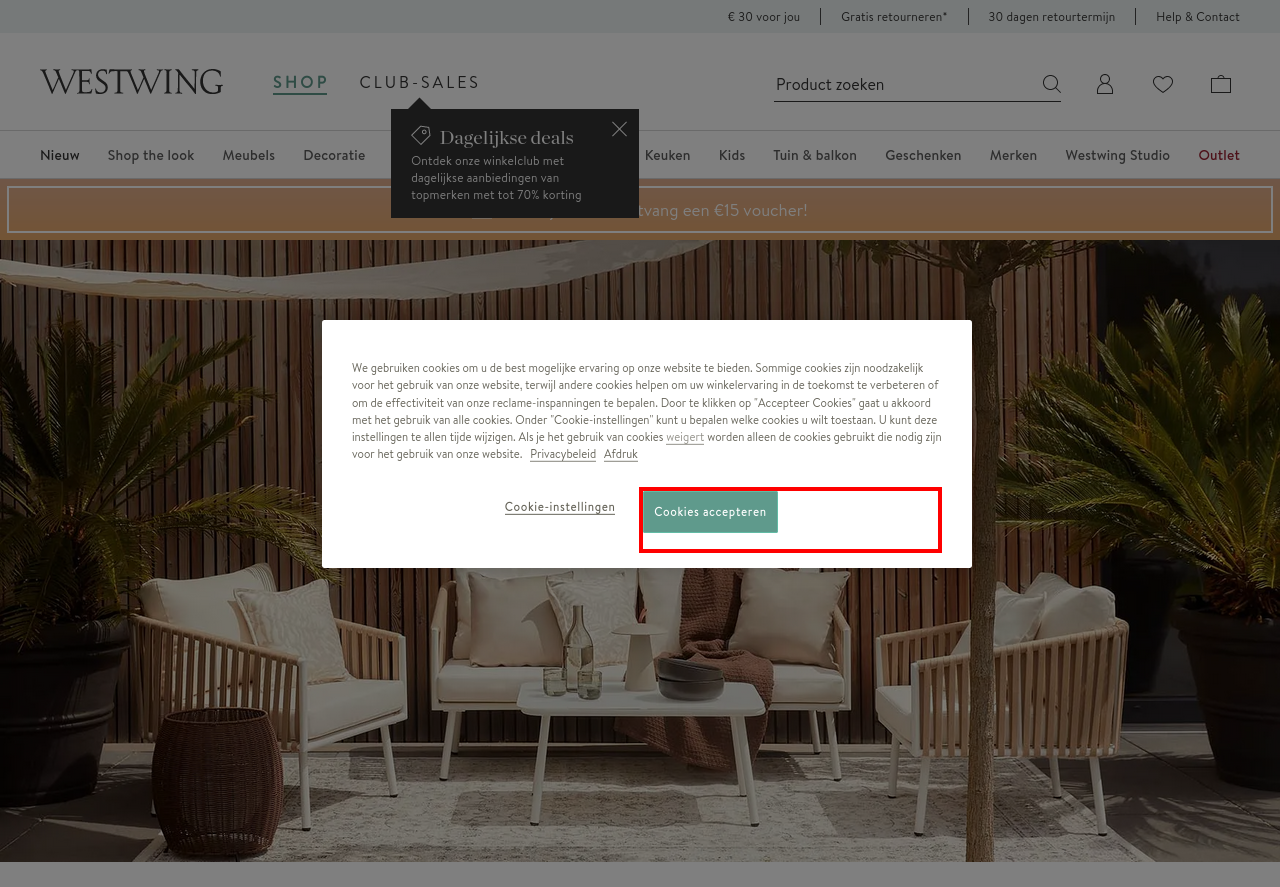 € 30 voor jou
Gratis retourneren*
30 dagen retourtermijn
Help & Contact
WESTWING
SHOP
CLUB-SALES
Product zoeken
Dagelijkse deals
Ontdek onze winkelclub met
dagelijkse aanbiedingen van
topmerken met tot 70% korting
Nieuw
Shop the look
Meubels
Decoratie
Keuken
Kids
Tuin & balkon
Geschenken
Merken
Westwing Studio
Outlet
een €15 voucher!
We gebruiken cookies om u de best mogelijke ervaring op onze website te bieden. Sommige cookies zijn noodzakelijk
voor het gebruik van onze website, terwijl andere cookies helpen om uw winkelervaring in de toekomst te verbeteren of
om de effectiviteit van onze reclame-inspanningen te bepalen. Door te klikken op "Accepteer Cookies" gaat u akkoord
met het gebruik van alle cookies. Onder "Cookie-instellingen" kunt u bepalen welke cookies u wilt toestaan. U kunt deze
instellingen te allen tijde wijzigen. Als je het gebruik van cookies weigert worden alleen de cookies gebruikt die nodig zijn
voor het gebruik van onze website. Privacybeleid Afdruk
Cookie-instellingen
Cookies accepteren